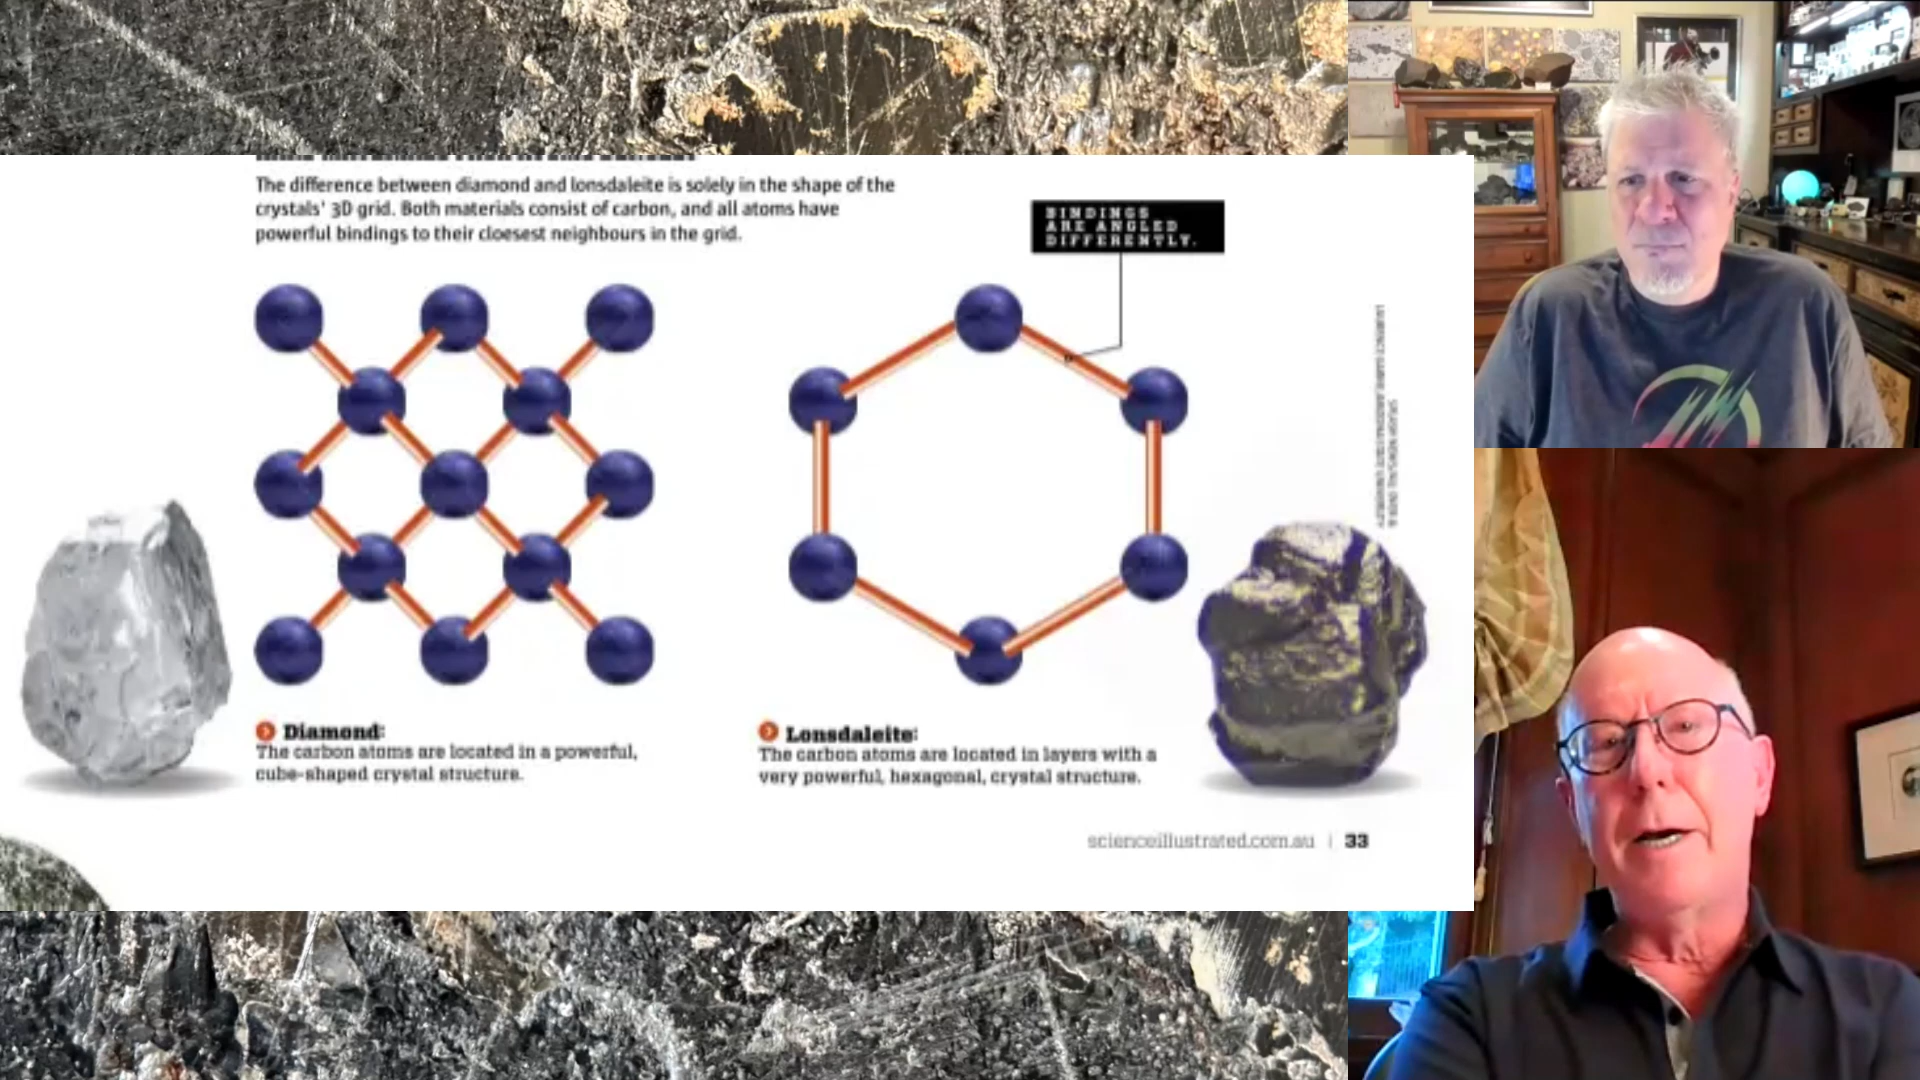 The difference between diamond and lonsdaleite is solely in the shape of the
crystals' 3D grid. Both materials consist of carbon, and all atoms have
powerful bindings to their cloesest neighbours in the grid.
BINDINGS
ARE ANGLED
DIFFERENTLY.
Diamond:
The carbon atoms are located in a powerful,
cube-shaped crystal structure.
Lonsdaleite:
The carbon atoms are located in layers with a
very powerful, hexagonal, crystal structure.
scienceillustrated.com.au | 33